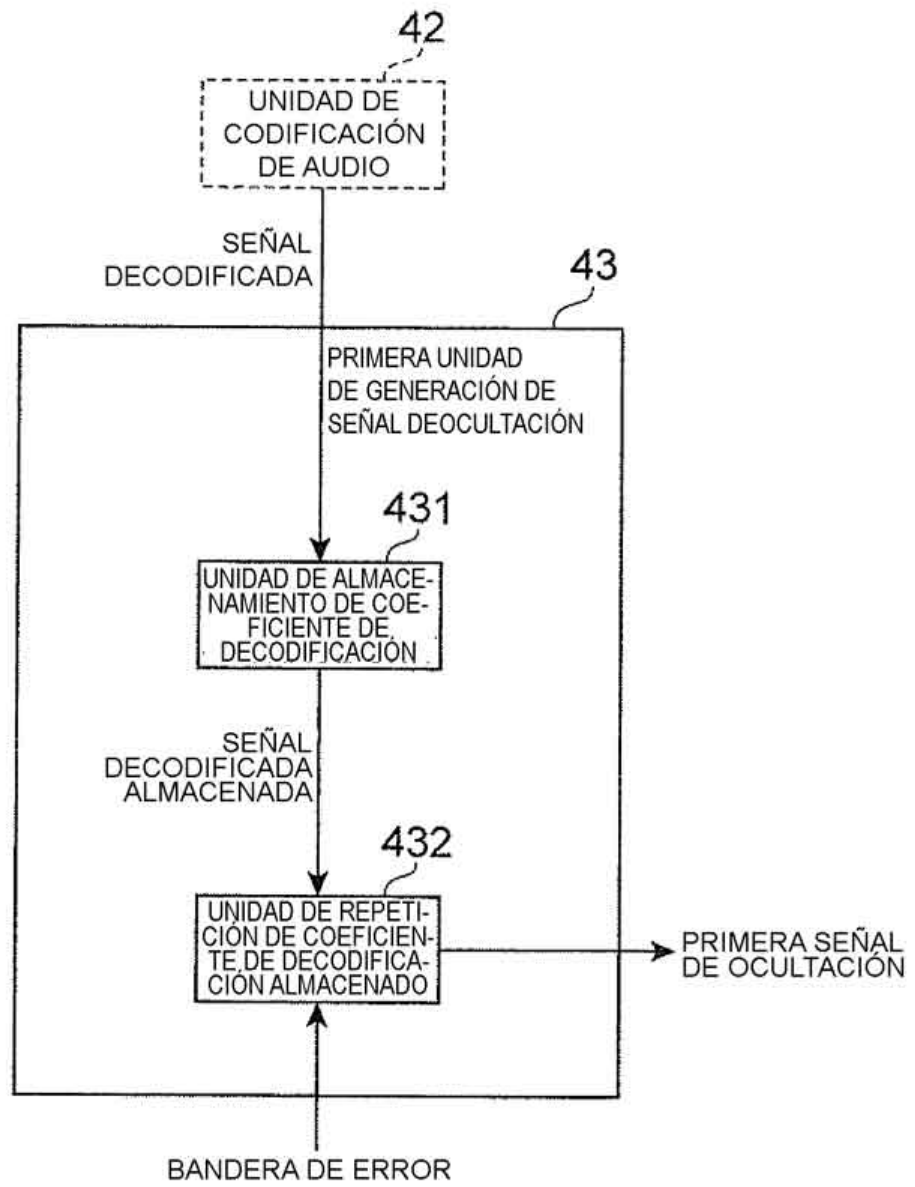 42
UNIDAD DE
CODIFICACIÓN
DE AUDIO
SEÑAL
DECODIFICADA
43
PRIMERA UNIDAD
DE GENERACIÓN DE
SEÑAL DEOCULTACIÓN
431
UNIDAD DE ALMACE-
NAMIENTO DE COE-
FICIENTE DE
DECODIFICACIÓN
SEÑAL
DECODIFICADA
ALMACENADA
432
UNIDAD DE REPETI-
CIÓN DE COEFICIEN-
TE DE DECODIFICA-
CIÓN ALMACENADO
PRIMERA SEÑAL
DE OCULTACIÓN
BANDERA DE ERROR